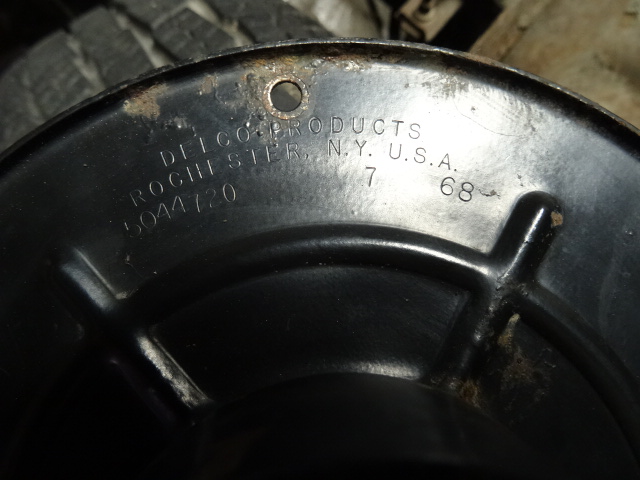 DELCO PRODUCTS
ROCHESTER, N.Y. U.S.A.
5044720 7 68